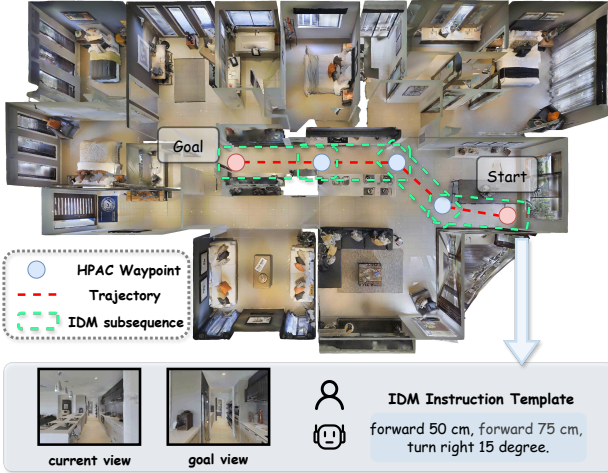 Goal
Start
HPAC Waypoint
Trajectory
IDM subsequence
current view
goal view
IDM Instruction Template
forward 50 cm, forward 75 cm,
turn right 15 degree.